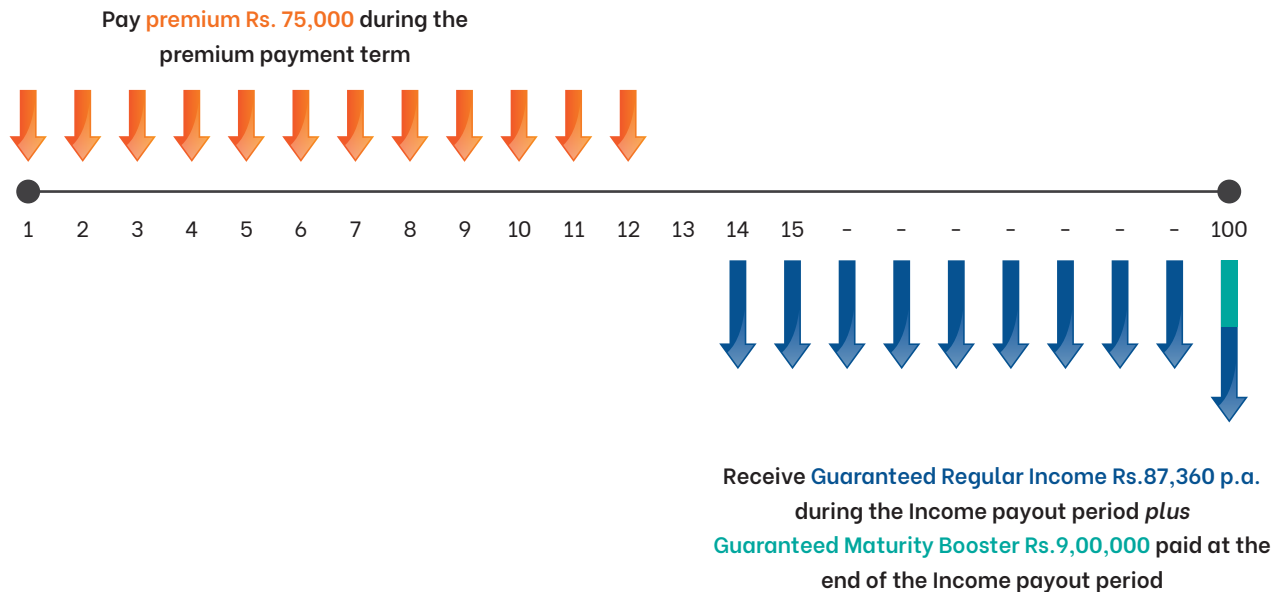 Pay premium Rs. 75,000 during the
premium payment term
1 2 3 4 5 6 7 8 9 10 11 12 13 14 15 - - - - - - - 100
Receive Guaranteed Regular Income Rs.87,360 p.a.
during the Income payout period plus
Guaranteed Maturity Booster Rs.9,00,000 paid at the
end of the Income payout period